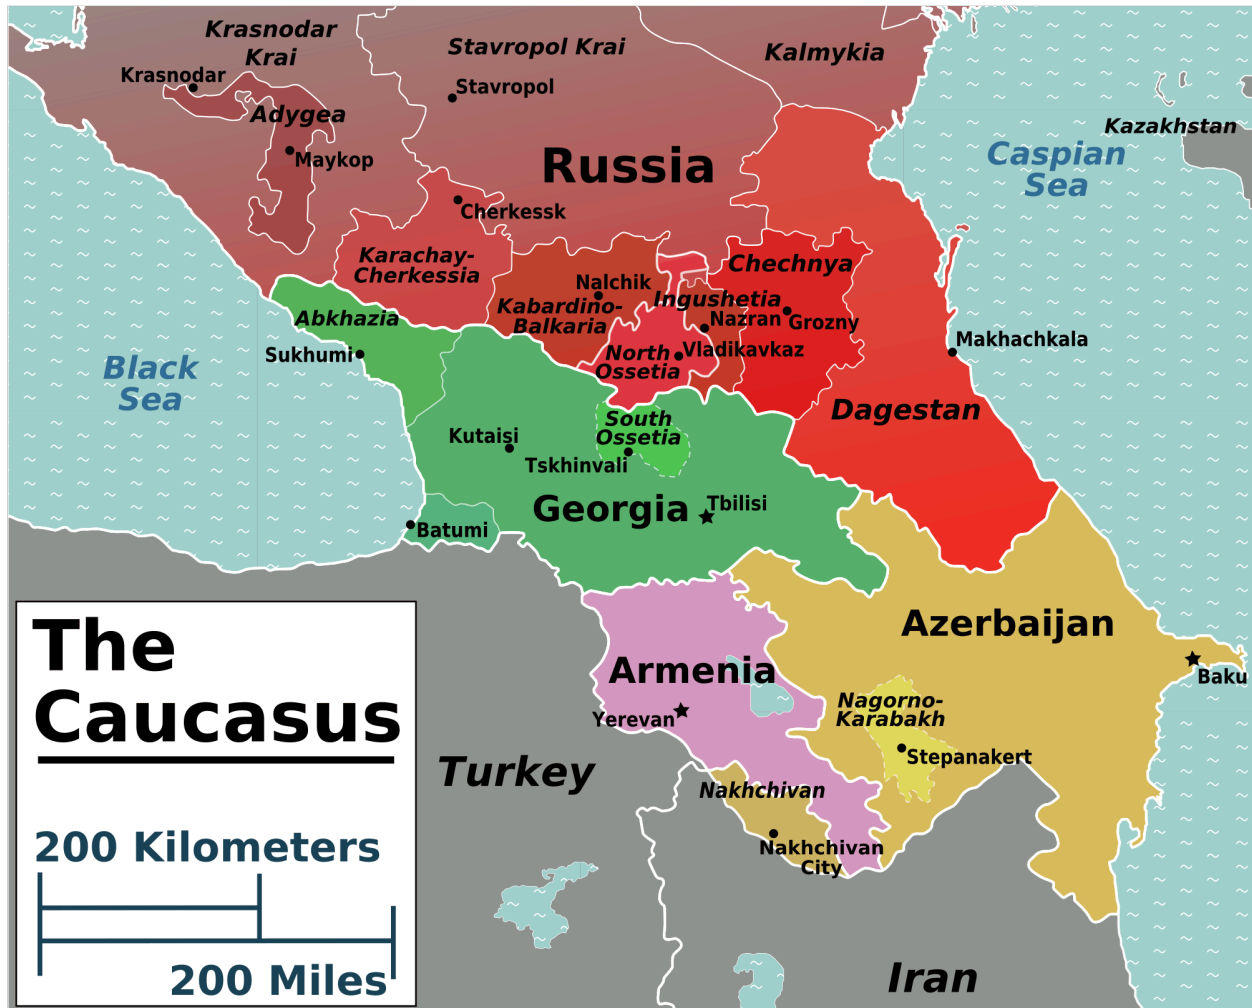 Krasnodar
Krai
Stavropol Krai
Kalmykia
Krasnodar
Stavropol
Adygea
Kazakhstan
Maykop
Russia
Caspian
Sea
Cherkessk
Karachay-
Cherkessia
Chechnya
Nalchik
Ingushetia
Kabardino-
Balkaria
Nazran
Grozny
Abkhazia
Sukhumi
North
Ossetia
Vladikavkaz
Makhachkala
Black
Sea
Dagestan
South
Ossetia
Kutaisi
Tskhinvali
Georgia
Tbilisi
Batumi
Azerbaijan
Armenia
Baku
Nagorno-
Karabakh
Yerevan
Stepanakert
Turkey
Nakhchivan
Nakhchivan
City
Iran
The
Caucasus
200 Kilometers
200 Miles